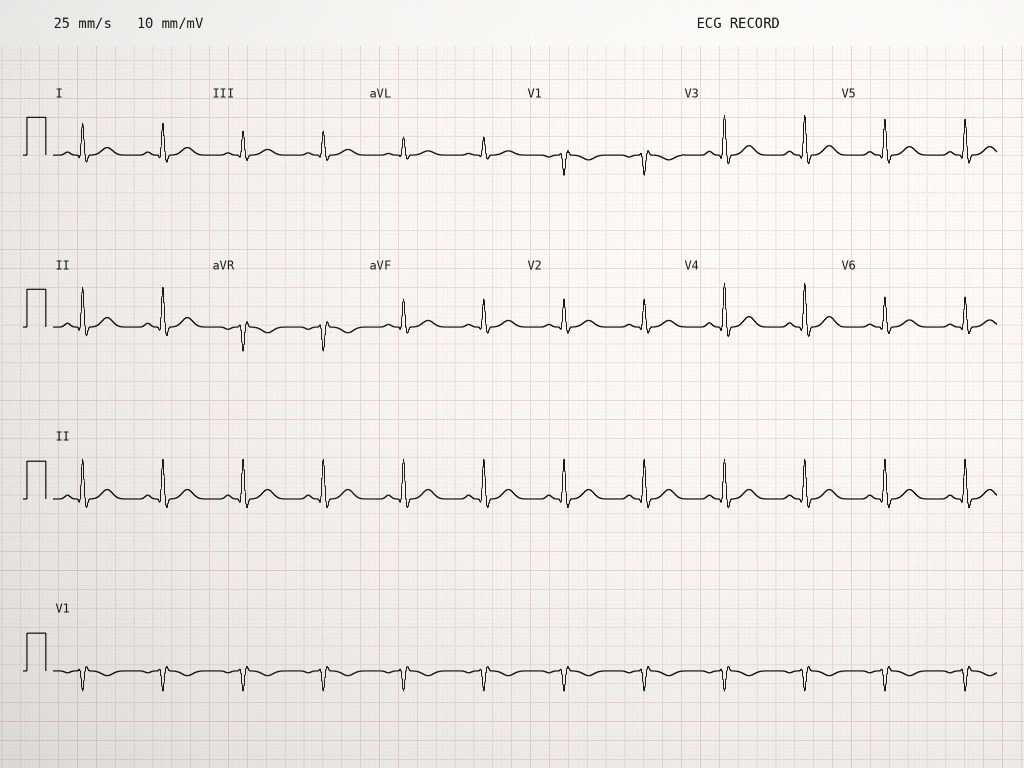 25 mm/s 10 mm/mV ECG RECORD
I III aVL V1 V3 V5
II aVR aVF V2 V4 V6
II
V1